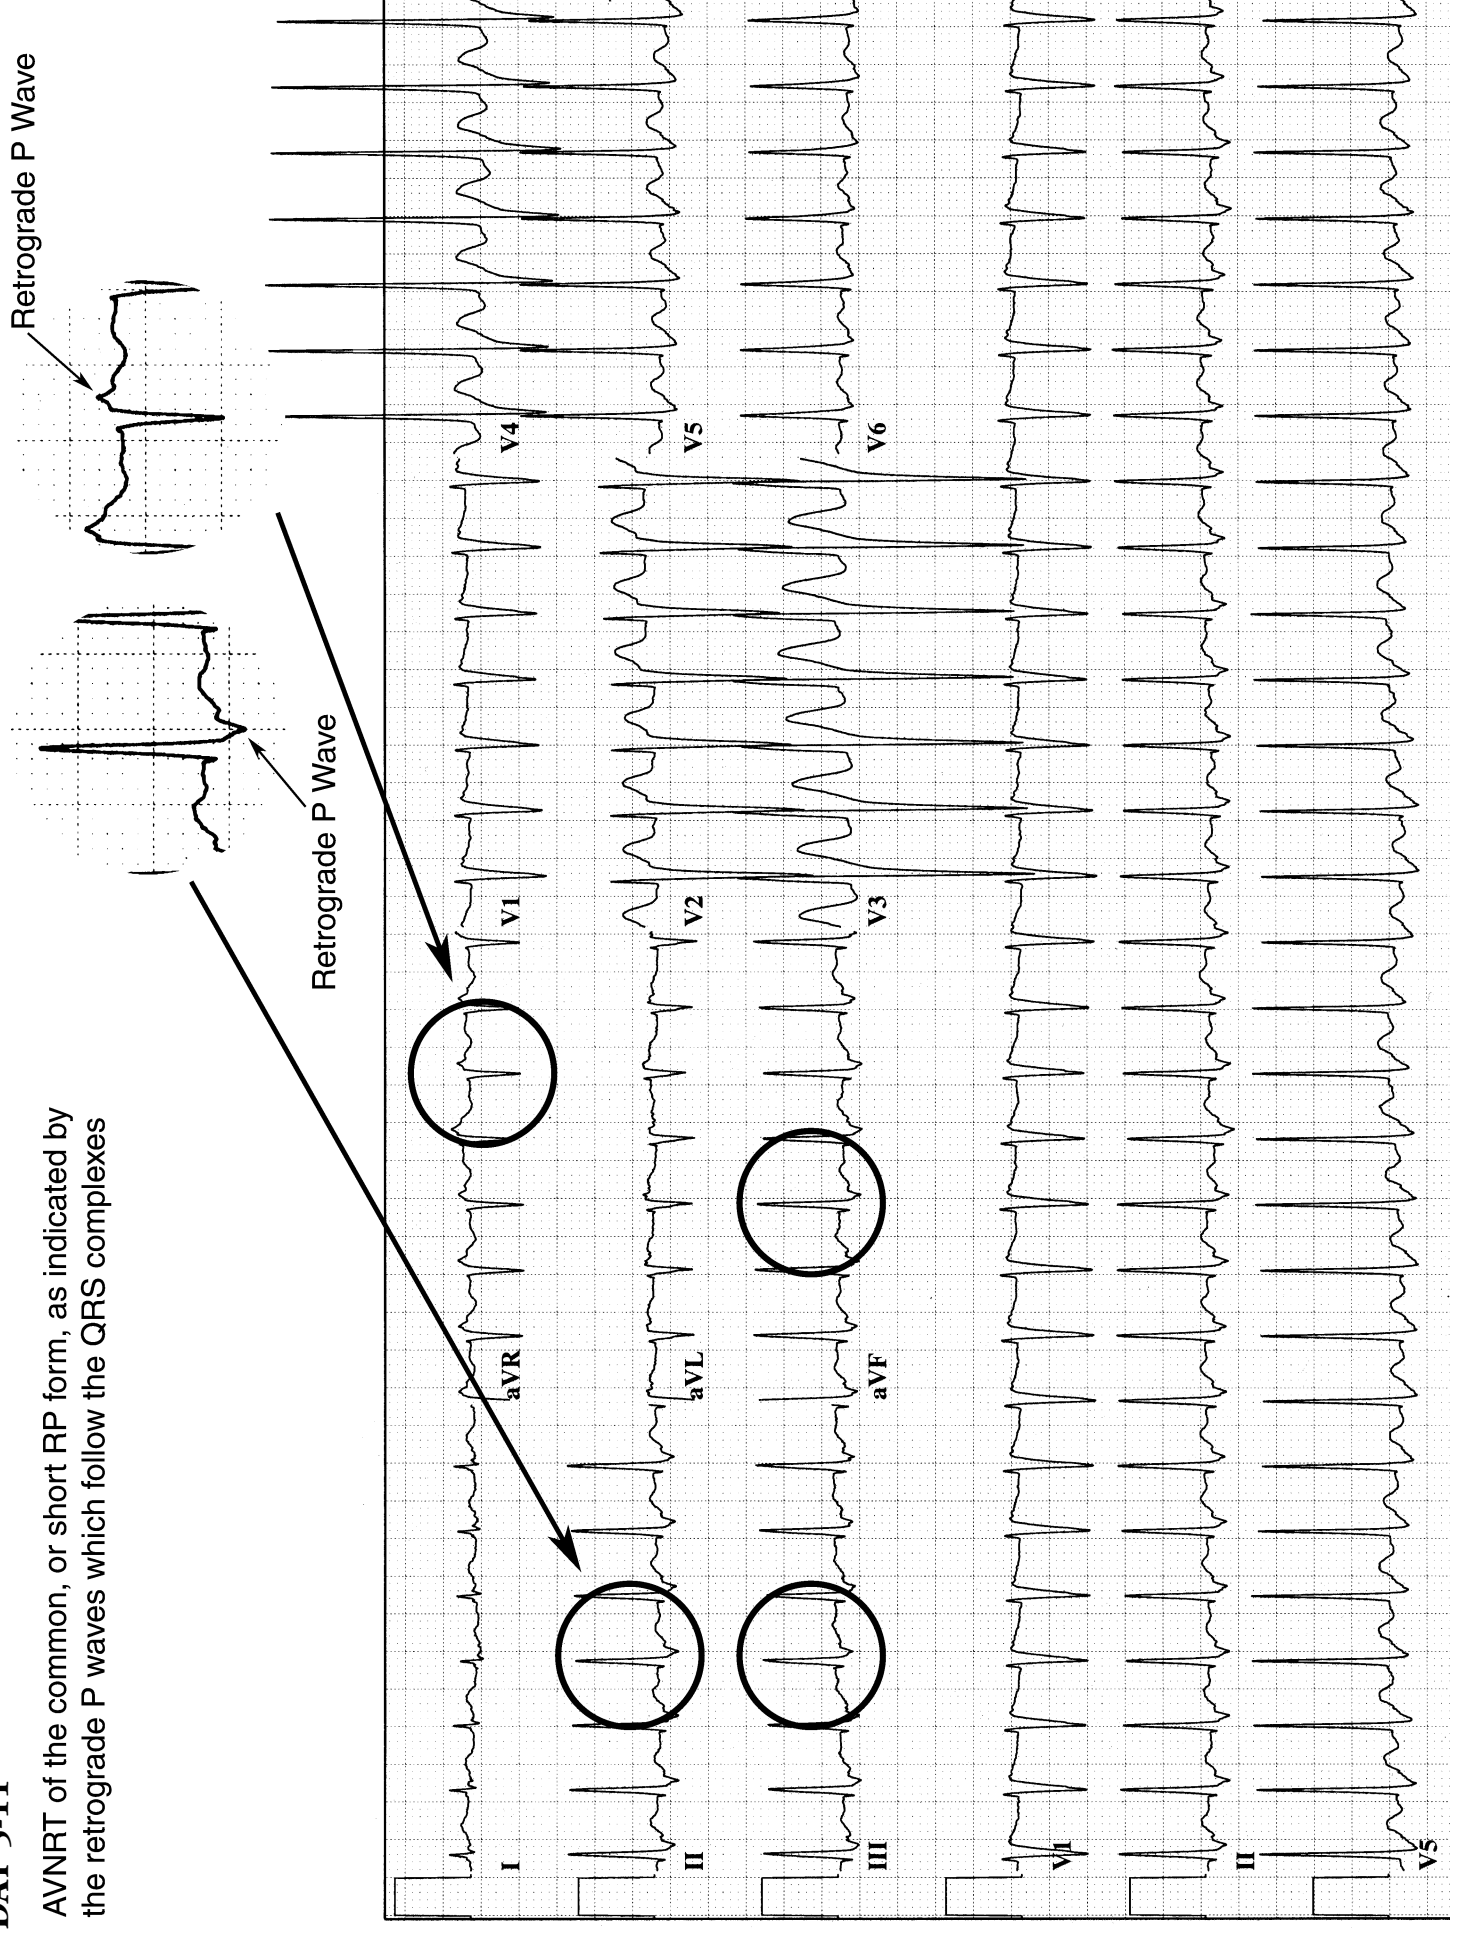 AVNRT of the common, or short RP form, as indicated by
the retrograde P waves which follow the QRS complexes
Retrograde P Wave
Retrograde P Wave
I
aVR
V1
V4
II
aVL
V2
V5
III
aVF
V3
V6
V1
II
V5